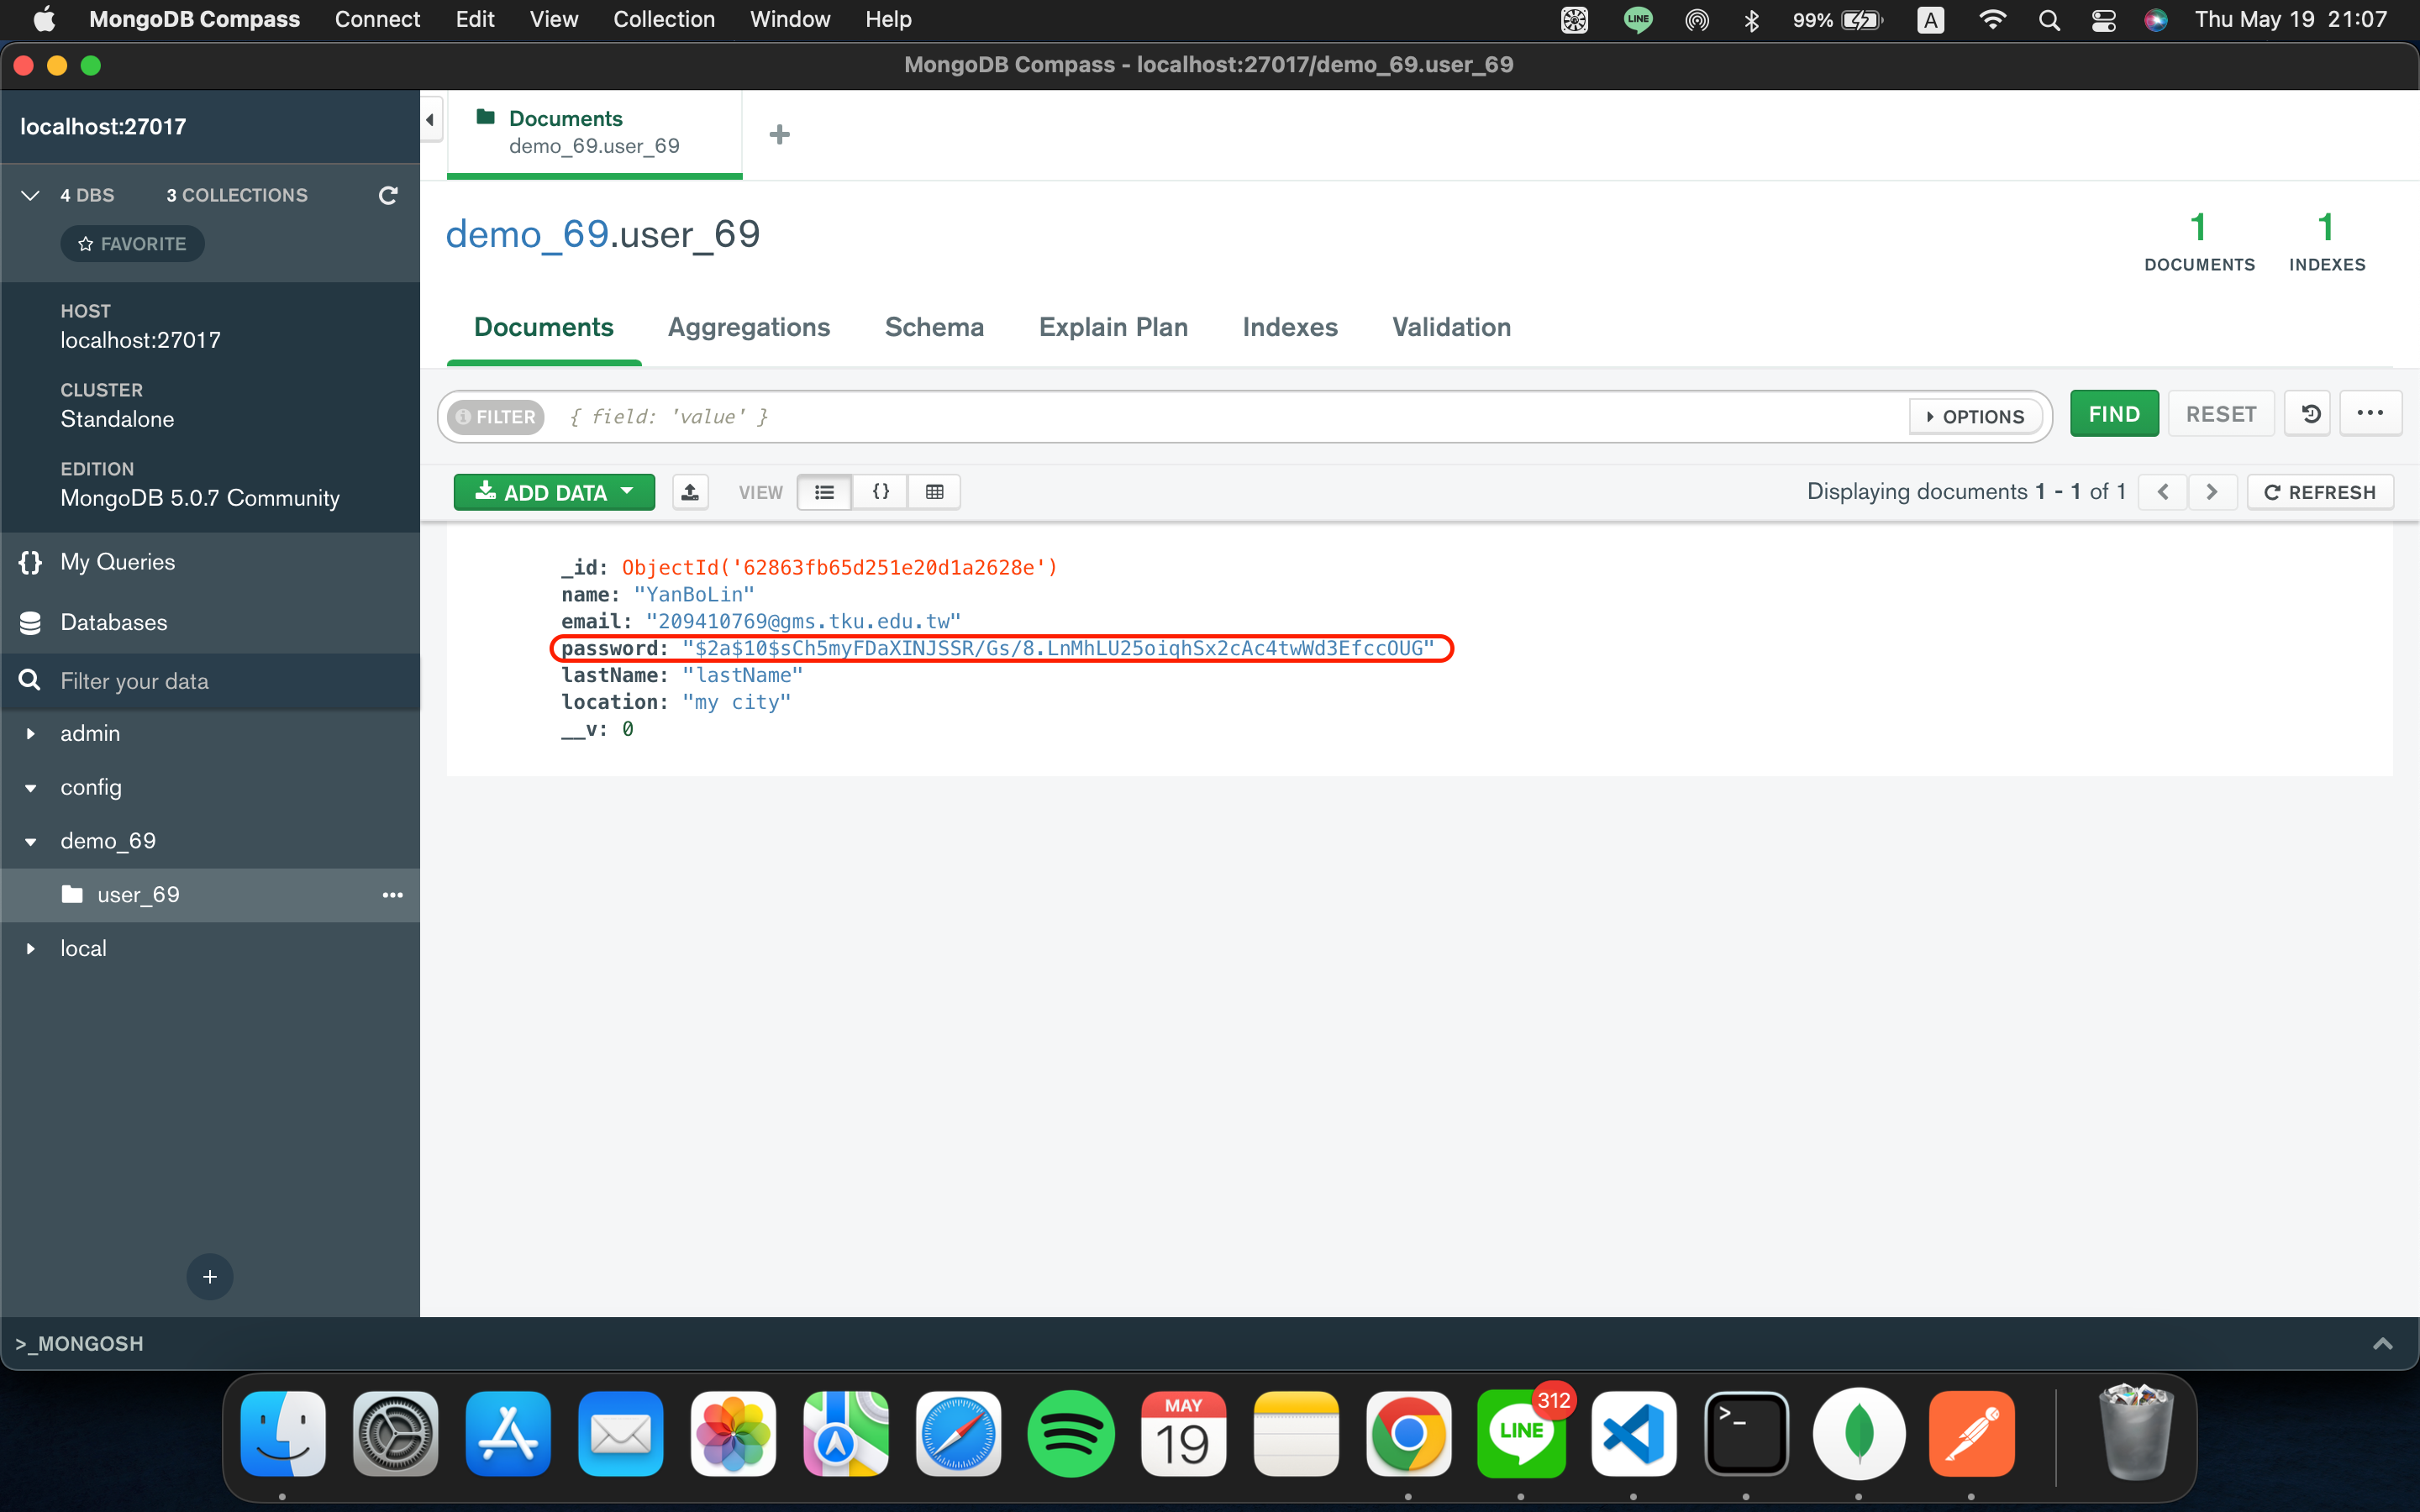 MongoDB Compass Connect Edit View Collection Window Help
LINE 99% A Thu May 19 21:07
MongoDB Compass - localhost:27017/demo_69.user_69
localhost:27017
4 DBS 3 COLLECTIONS
FAVORITE
HOST
localhost:27017
CLUSTER
Standalone
EDITION
MongoDB 5.0.7 Community
{} My Queries
Databases
Filter your data
admin
config
demo_69
user_69 •••
local
+
Documents
demo_69.user_69
+
demo_69.user_69
1
DOCUMENTS
1
INDEXES
Documents Aggregations Schema Explain Plan Indexes Validation
FILTER { field: 'value' } OPTIONS FIND RESET •••
ADD DATA VIEW {} Displaying documents 1 - 1 of 1 < > REFRESH
_id: ObjectId('62863fb65d251e20d1a2628e')
name: "YanBoLin"
email: "209410769@gms.tku.edu.tw"
password: "$2a$10$sCh5myFDaXINJSSR/Gs/8.LnMhLU25oiqhSx2cAc4twWd3EfccOUG"
lastName: "lastName"
location: "my city"
__v: 0
>_MONGOSH
MAY
19
LINE
312
>_